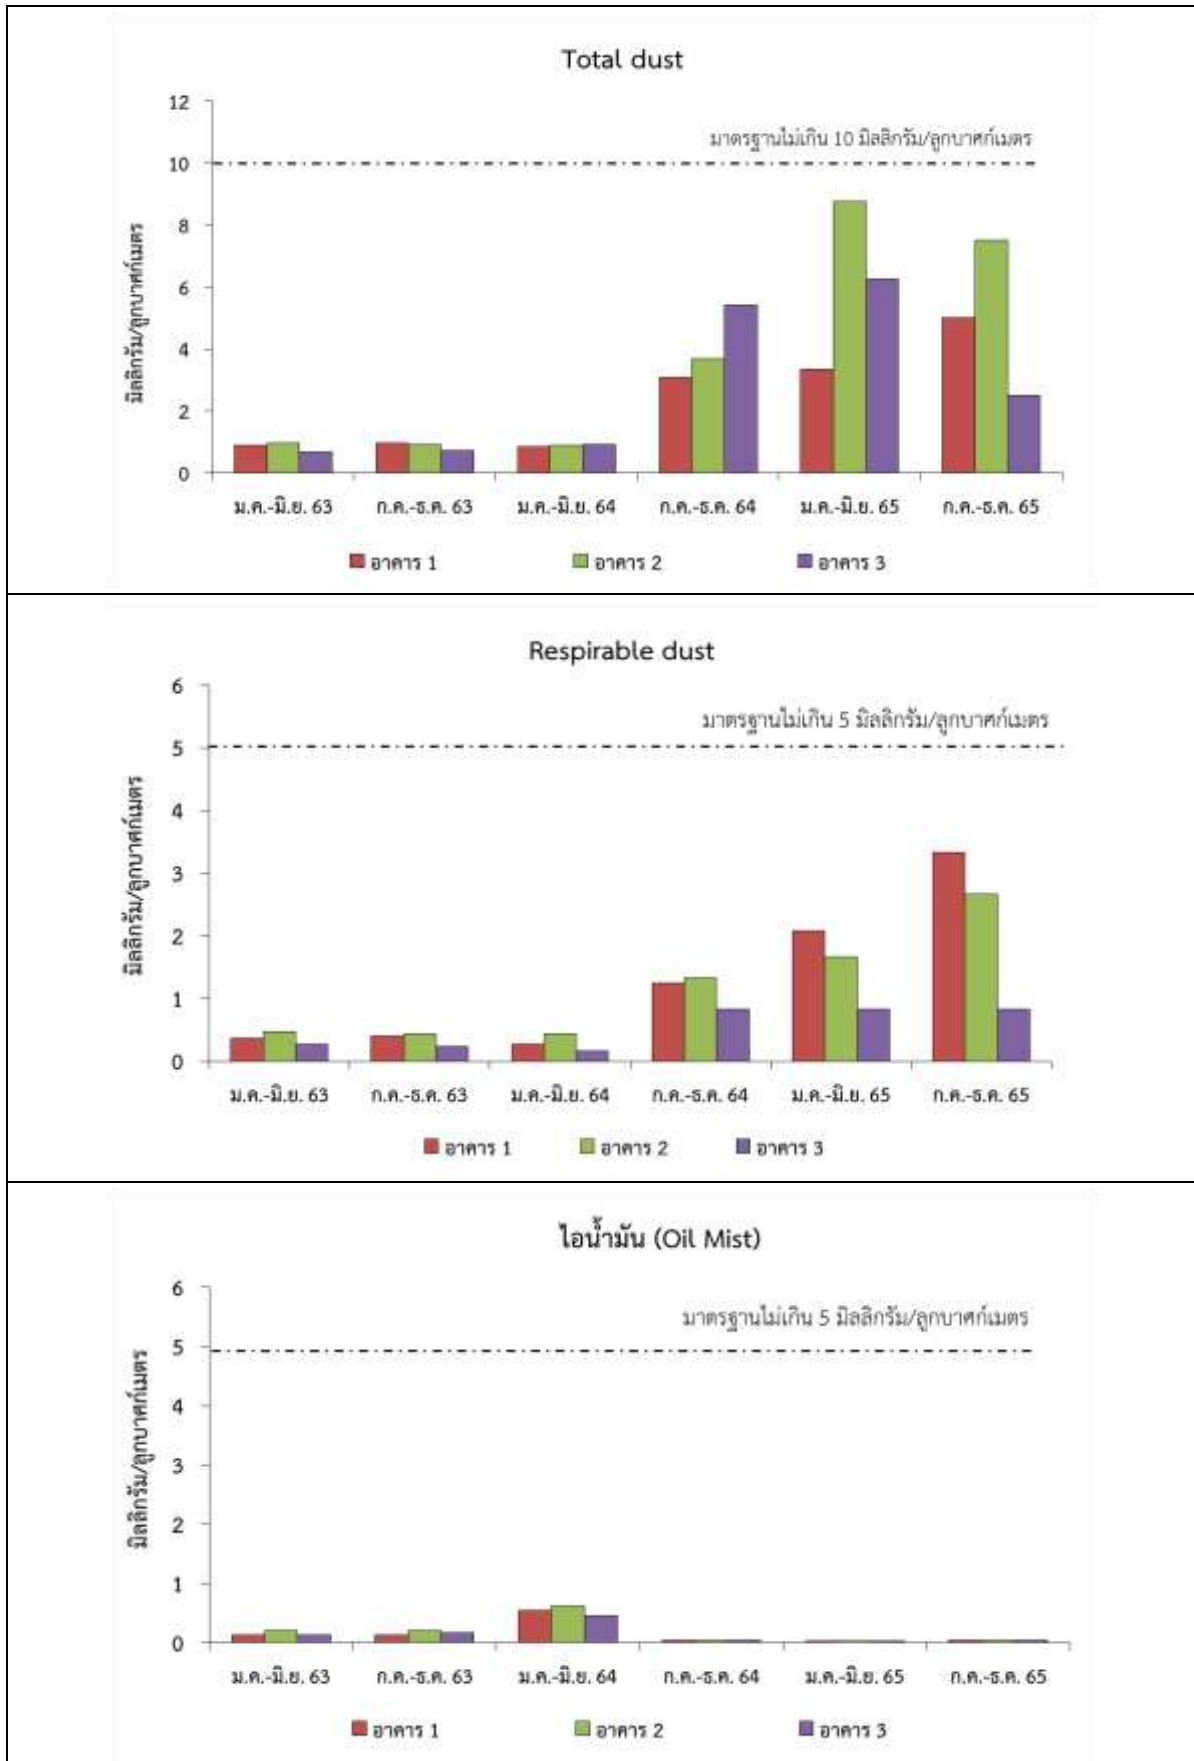 Total dust
12
มาตรฐานไม่เกิน 10 มิลลิกรัม/ลูกบาศก์เมตร
10
8
6
4
2
0
มิลลิกรัม/ลูกบาศก์เมตร
ม.ค.-มิ.ย. 63 ก.ค.-ธ.ค. 63 ม.ค.-มิ.ย. 64 ก.ค.-ธ.ค. 64 ม.ค.-มิ.ย. 65 ก.ค.-ธ.ค. 65
อาคาร 1 อาคาร 2 อาคาร 3
Respirable dust
6
มาตรฐานไม่เกิน 5 มิลลิกรัม/ลูกบาศก์เมตร
5
4
3
2
1
0
มิลลิกรัม/ลูกบาศก์เมตร
ม.ค.-มิ.ย. 63 ก.ค.-ธ.ค. 63 ม.ค.-มิ.ย. 64 ก.ค.-ธ.ค. 64 ม.ค.-มิ.ย. 65 ก.ค.-ธ.ค. 65
อาคาร 1 อาคาร 2 อาคาร 3
ไอน้ำมัน (Oil Mist)
6
มาตรฐานไม่เกิน 5 มิลลิกรัม/ลูกบาศก์เมตร
5
4
3
2
1
0
มิลลิกรัม/ลูกบาศก์เมตร
ม.ค.-มิ.ย. 63 ก.ค.-ธ.ค. 63 ม.ค.-มิ.ย. 64 ก.ค.-ธ.ค. 64 ม.ค.-มิ.ย. 65 ก.ค.-ธ.ค. 65
อาคาร 1 อาคาร 2 อาคาร 3